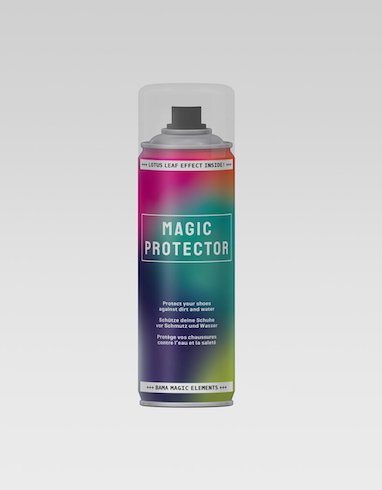 +++ LOTUS LEAF EFFECT INSIDE! +++
MAGIC
PROTECTOR
Protect your shoes
against dirt and water
Schütze deine Schuhe
vor Schmutz und Wasser
Protège vos chaussures
contre l'eau et la saleté
+++ BAMA MAGIC ELEMENTS +++